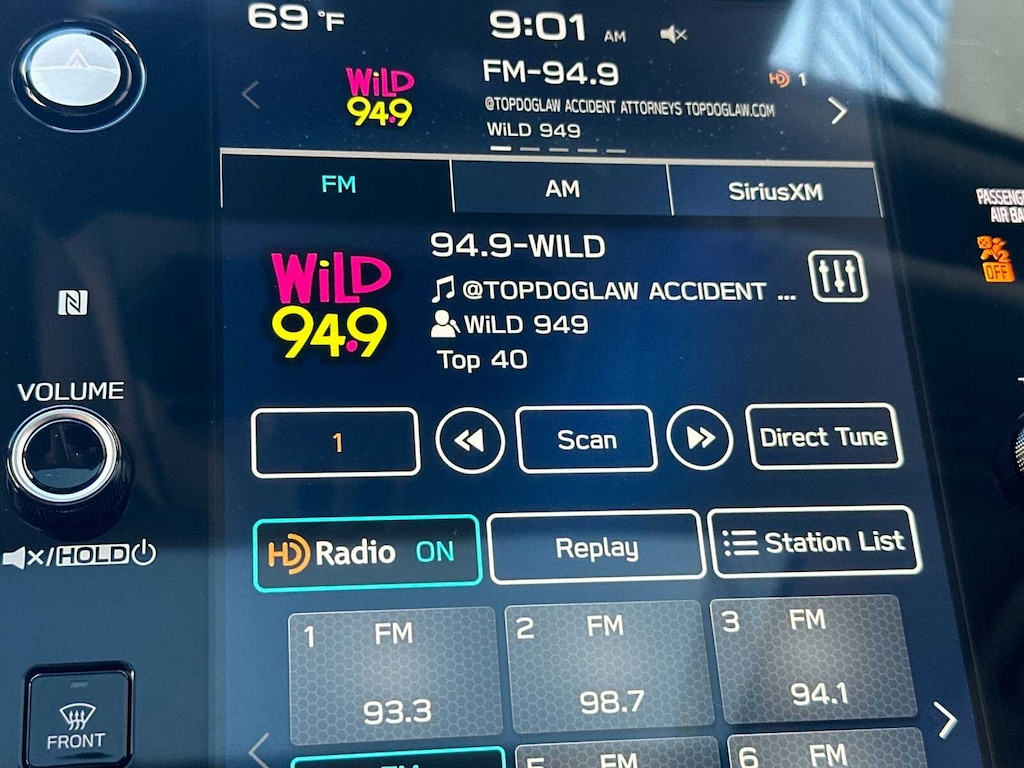 69 °F
9:01 AM
WiLD
94.9
FM-94.9
HD 1
@TOPDOGLAW ACCIDENT ATTORNEYS TOPDOGLAW.COM
WiLD 949
FM
AM
SiriusXM
PASSENG
AIR BA
OFF
WiLD
94.9
94.9-WILD
@TOPDOGLAW ACCIDENT ...
WiLD 949
Top 40
N
VOLUME
1
Scan
Direct Tune
HOLD
HD Radio ON
Replay
Station List
1 FM
93.3
2 FM
98.7
3 FM
94.1
FRONT
FM
5 FM
6 FM